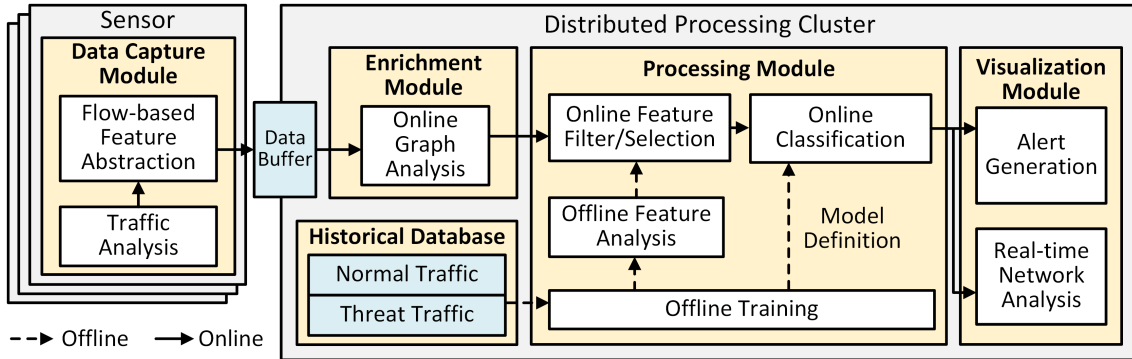 Sensor
Data Capture
Module
Flow-based
Feature
Abstraction
Traffic
Analysis
Data
Buffer
Distributed Processing Cluster
Enrichment
Module
Online
Graph
Analysis
Historical Database
Normal Traffic
Threat Traffic
Processing Module
Online Feature
Filter/Selection
Online
Classification
Offline Feature
Analysis
Model
Definition
Offline Training
Visualization
Module
Alert
Generation
Real-time
Network
Analysis
Offline
Online